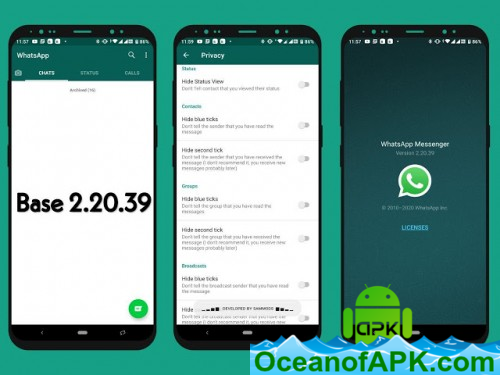 11:57
86%
WhatsApp
CHATS
STATUS
CALLS
Base 2.20.39
11:59
86%
Privacy
Status
Hide Status View
Don't Tell contact that you viewed their status
Contacts
Hide blue ticks
Don't tell the sender that you have read the
message
Hide second tick
Don't tell the sender that you have received the
message (I don't recommend it, you receive new
messages probably later)
Groups
Hide blue ticks
Don't tell the group that you have read the
message
Hide second tick
Don't tell the group that you have received the
message (I don't recommend it, you receive new
messages probably later)
Broadcasts
Hide blue ticks
Don't tell the broadcast sender that you have read the
message
DEVELOPED BY SAMMODS
11:57
86%
WhatsApp Messenger
Version 2.20.39
© 2010-2020 WhatsApp Inc.
LICENSES
APK
OceanofAPK.com